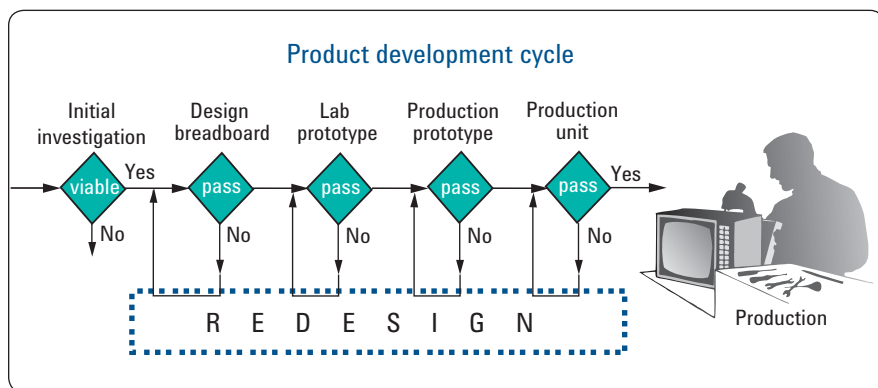 Product development cycle
Initial
investigation
Design
breadboard
Lab
prototype
Production
prototype
Production
unit
viable
Yes
pass
pass
pass
pass
Yes
No
No
No
No
No
R E D E S I G N
Production